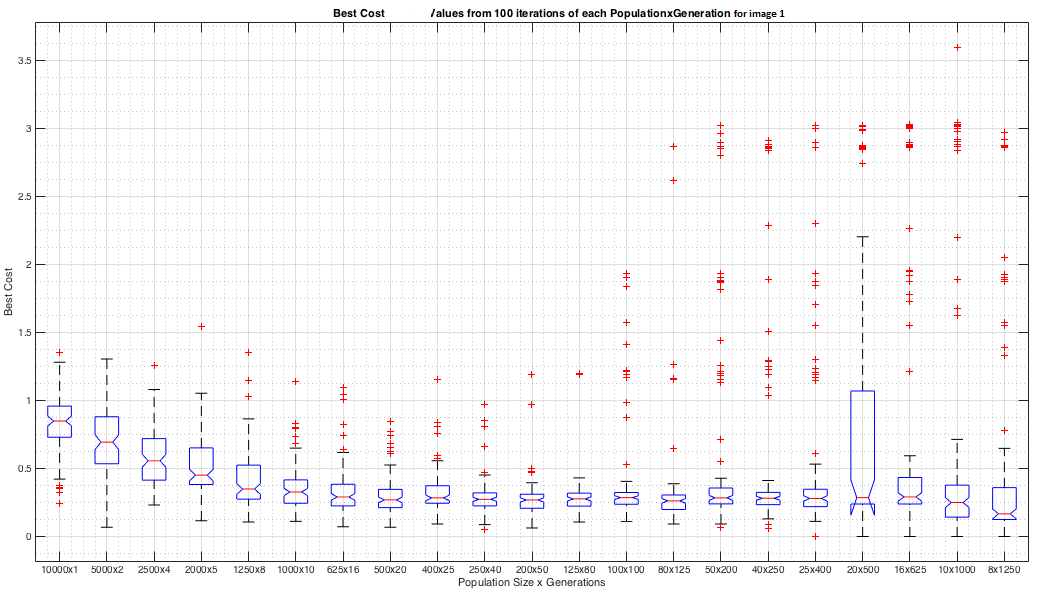 Best Cost /alues from 100 iterations of each PopulationxGeneration for image 1
Best Cost
3.5
3
2.5
2
1.5
1
0.5
0
10000x1 5000x2 2500x4 2000x5 1250x8 1000x10 625x16 500x20 400x25 250x40 200x50 125x80 100x100 80x125 50x200 40x250 25x400 20x500 16x625 10x1000 8x1250
Population Size x Generations